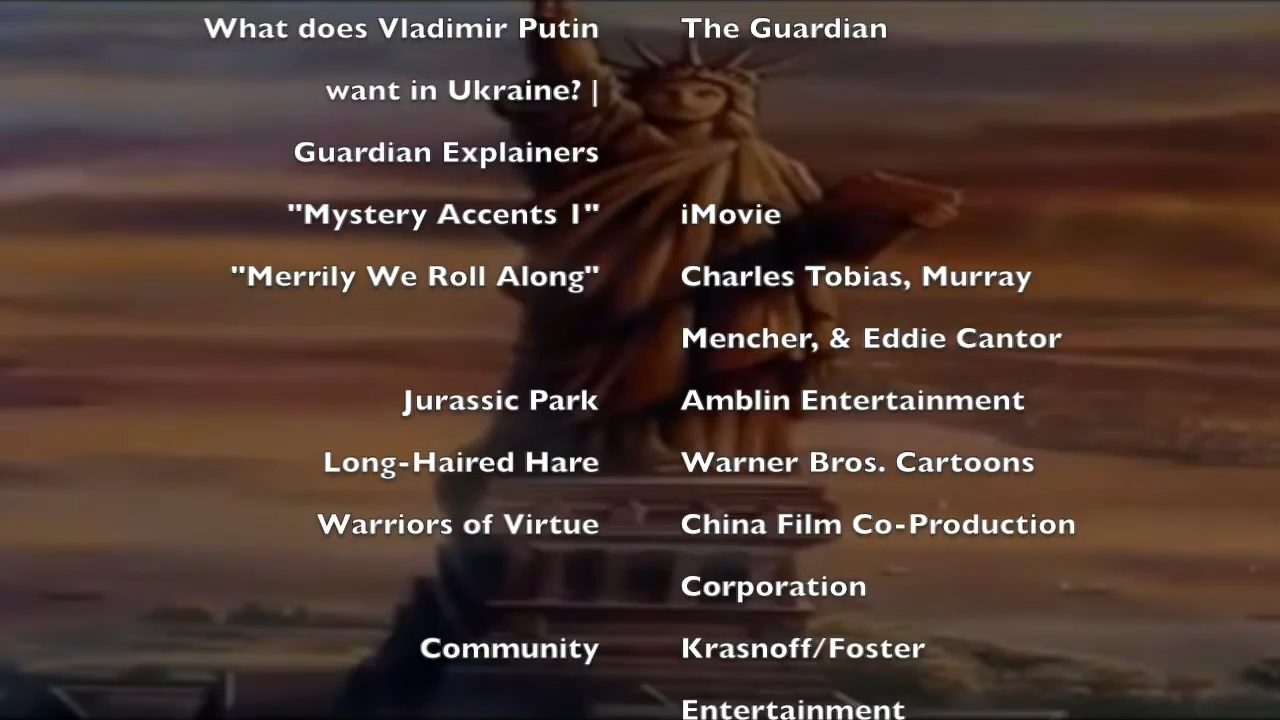 What does Vladimir Putin The Guardian
want in Ukraine? |
Guardian Explainers
"Mystery Accents 1" iMovie
"Merrily We Roll Along" Charles Tobias, Murray
Mencher, & Eddie Cantor
Jurassic Park Amblin Entertainment
Long-Haired Hare Warner Bros. Cartoons
Warriors of Virtue China Film Co-Production
Corporation
Community Krasnoff/Foster
Entertainment